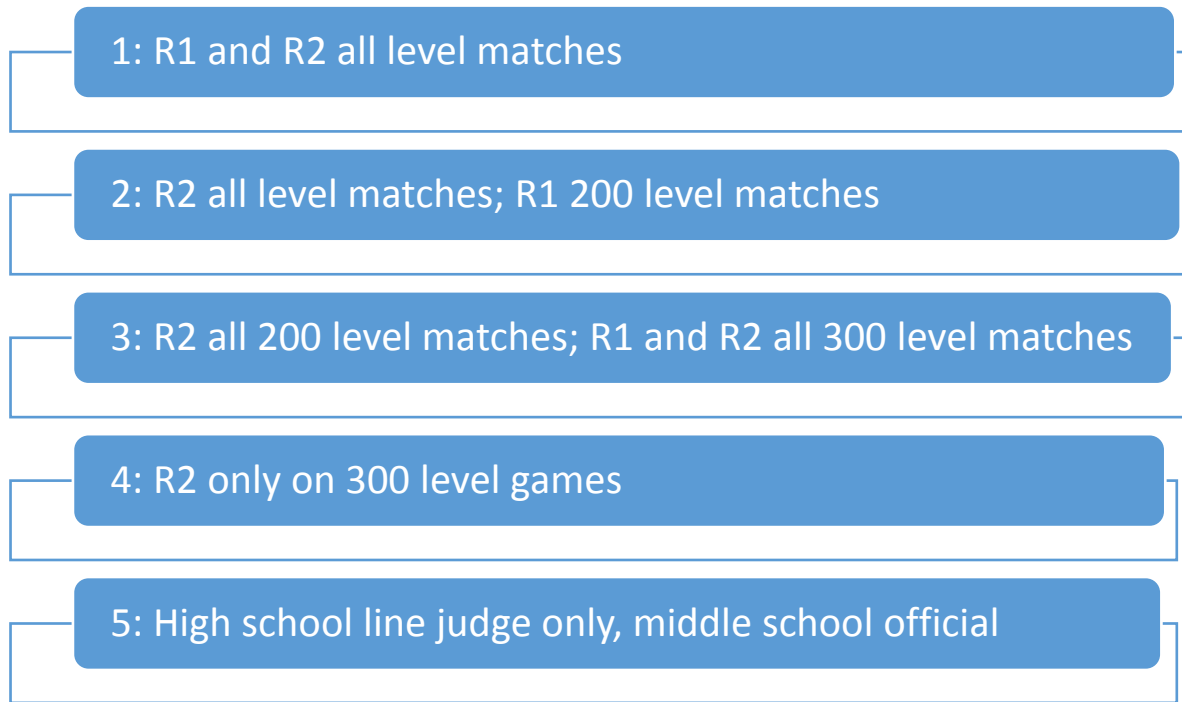 1: R1 and R2 all level matches
2: R2 all level matches; R1 200 level matches
3: R2 all 200 level matches; R1 and R2 all 300 level matches
4: R2 only on 300 level games
5: High school line judge only, middle school official